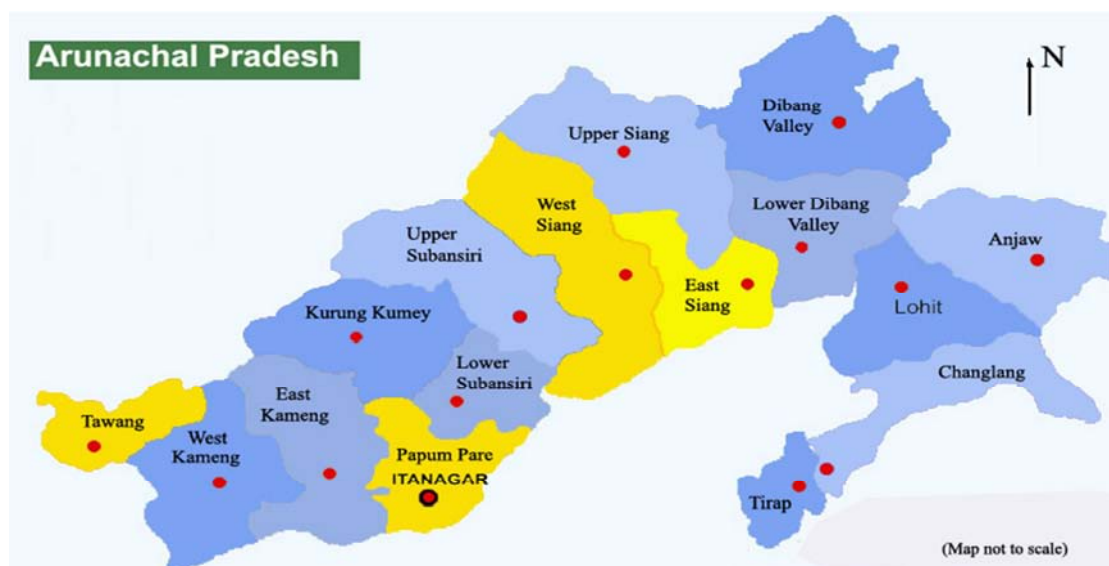 Arunachal Pradesh
N
Dibang
Valley
Upper Siang
West
Siang
Lower Dibang
Valley
Upper
Subansiri
Anjaw
East
Siang
Lohit
Kurung Kumey
Lower
Subansiri
Changlang
East
Kameng
Tawang
West
Kameng
Papum Pare
ITANAGAR
Tirap
(Map not to scale)